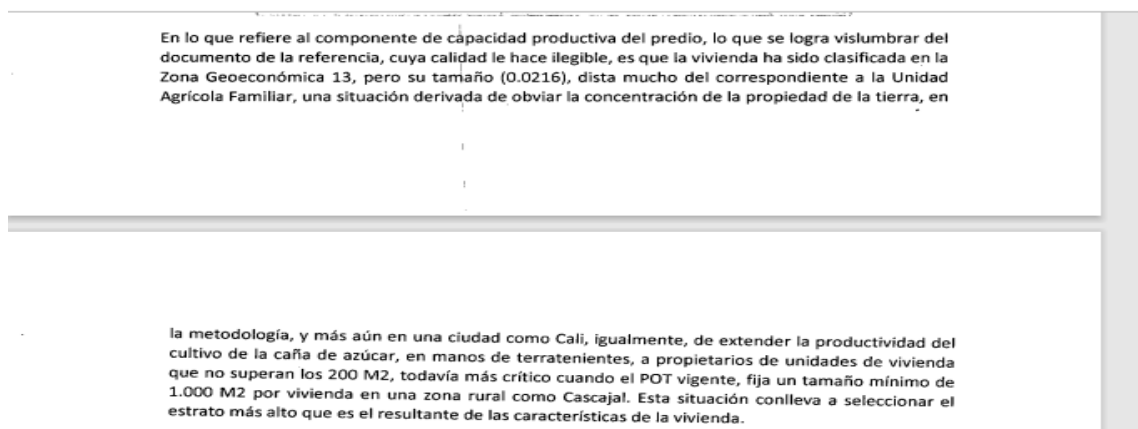 En lo que refiere al componente de capacidad productiva del predio, lo que se logra vislumbrar del
documento de la referencia, cuya calidad le hace ilegible, es que la vivienda ha sido clasificada en la
Zona Geoeconómica 13, pero su tamaño (0.0216), dista mucho del correspondiente a la Unidad
Agrícola Familiar, una situación derivada de obviar la concentración de la propiedad de la tierra, en
la metodología, y más aún en una ciudad como Cali, igualmente, de extender la productividad del
cultivo de la caña de azúcar, en manos de terratenientes, a propietarios de unidades de vivienda
que no superan los 200 M2, todavía más crítico cuando el POT vigente, fija un tamaño mínimo de
1.000 M2 por vivienda en una zona rural como Cascajal. Esta situación conlleva a seleccionar el
estrato más alto que es el resultante de las características de la vivienda.